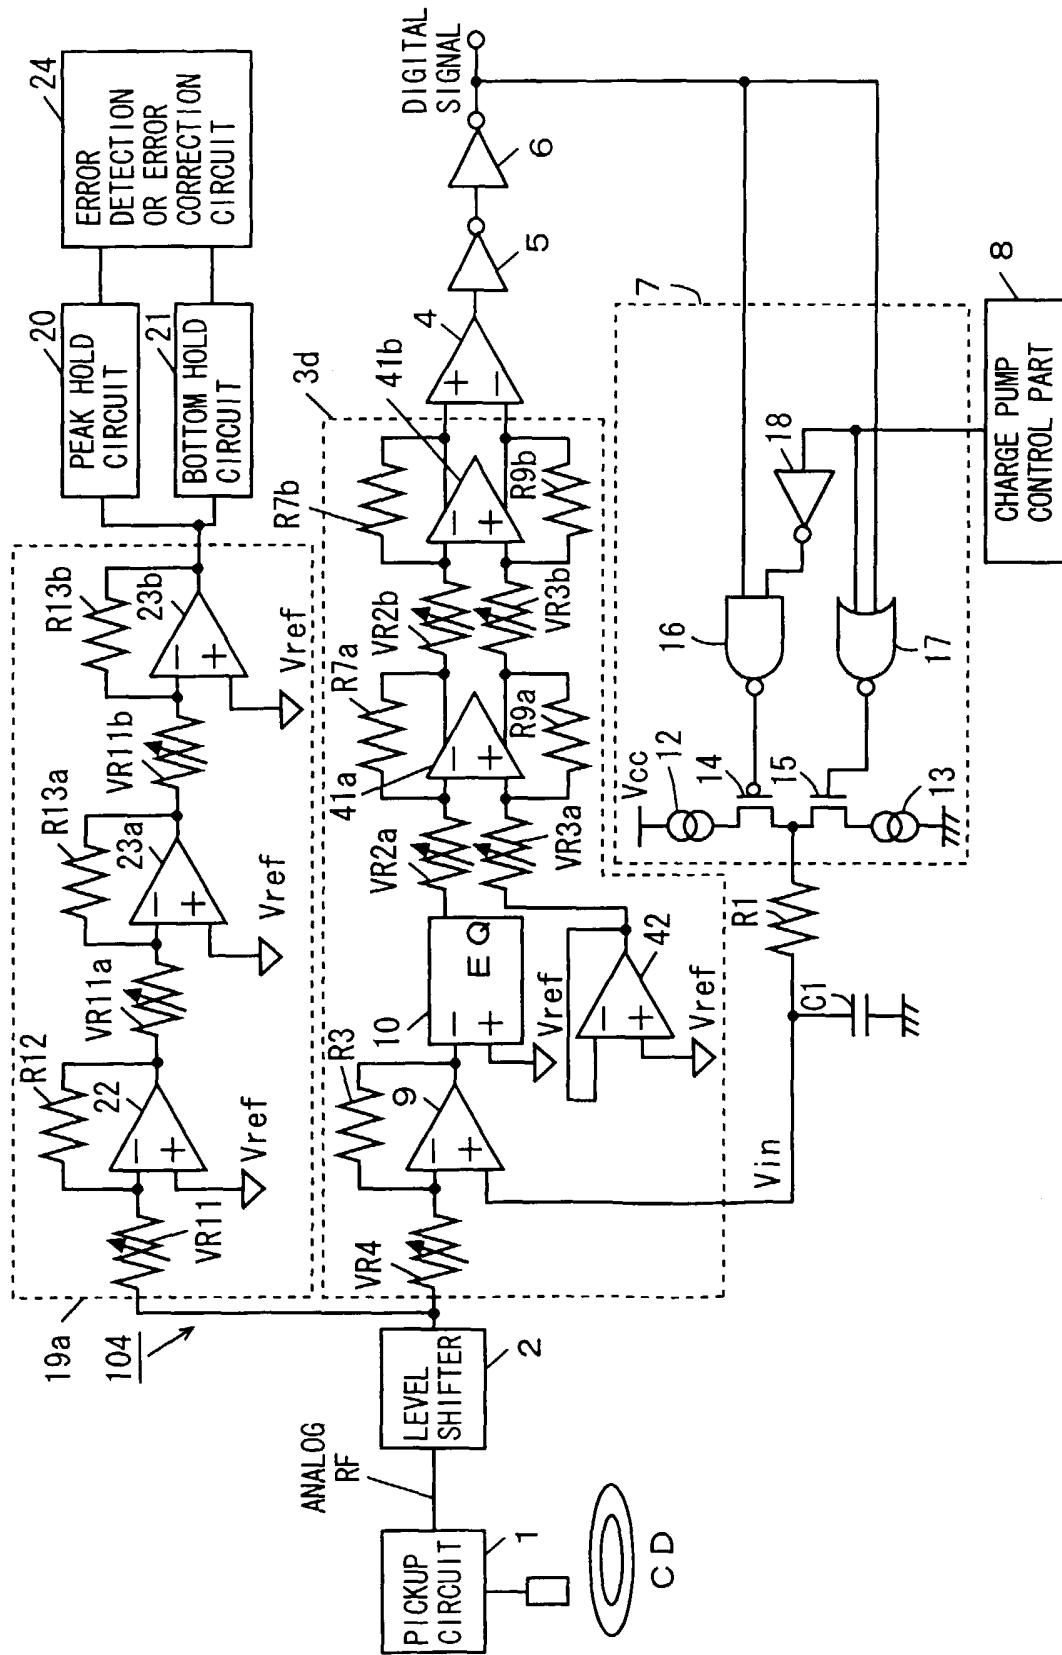 19a
104
VR11
R12
22
Vref
VR11a
R13a
23a
Vref
VR11b
R13b
23b
Vref
PEAK HOLD
CIRCUIT
20
BOTTOM HOLD
CIRCUIT
21
ERROR
DETECTION
OR ERROR
CORRECTION
CIRCUIT
24
PICKUP
CIRCUIT
1
CD
ANALOG
RF
LEVEL
SHIFTER
2
VR4
R3
9
10
EQ
Vref
42
Vref
VR2a
VR3a
41a
R7a
R9a
VR2b
VR3b
R7b
R9b
41b
3d
4
5
6
DIGITAL
SIGNAL
Vin
C1
R1
Vcc
12
14
15
13
16
17
18
7
CHARGE PUMP
CONTROL PART
8
− + − + − + − + − + − + − + − + + −